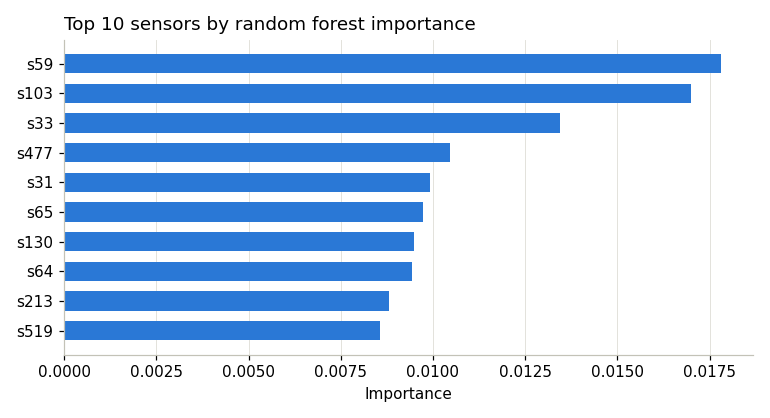 Top 10 sensors by random forest importance
s59
s103
s33
s477
s31
s65
s130
s64
s213
s519
0.0000 0.0025 0.0050 0.0075 0.0100 0.0125 0.0150 0.0175
Importance